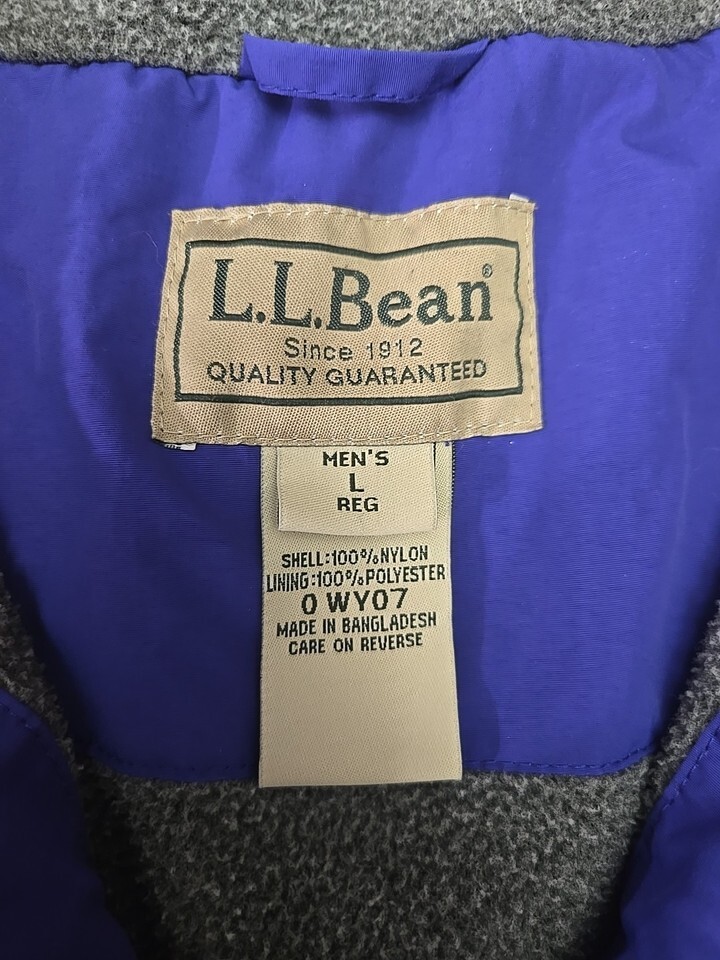 L.L.Bean®
Since 1912
QUALITY GUARANTEED
MEN'S
L
REG
SHELL:100%NYLON
LINING:100%POLYESTER
0 WY07
MADE IN BANGLADESH
CARE ON REVERSE